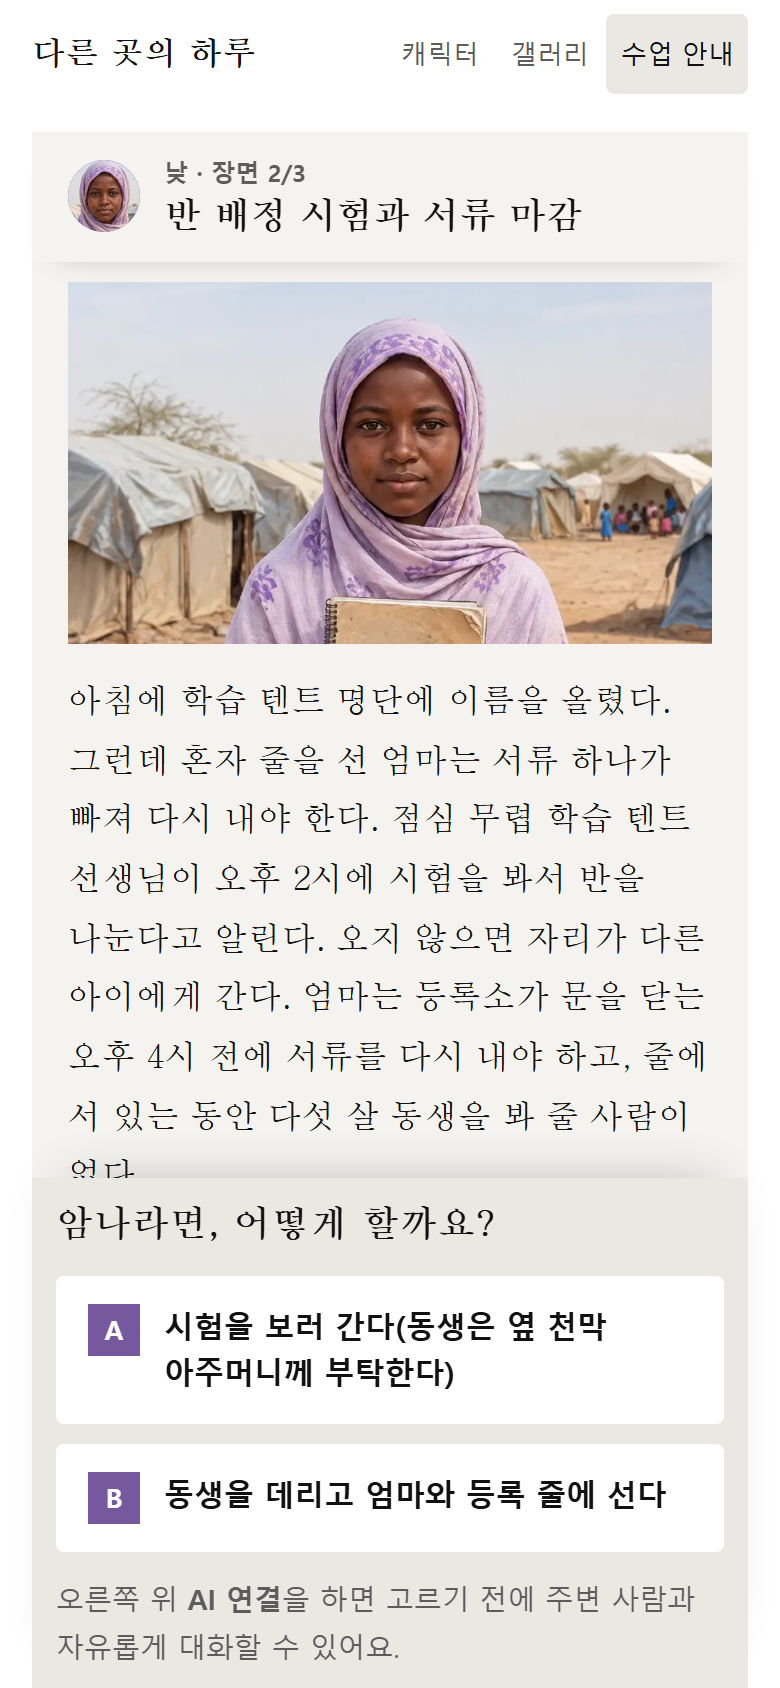 다른 곳의 하루
캐릭터 갤러리 수업 안내
낮 · 장면 2/3
반 배정 시험과 서류 마감
아침에 학습 텐트 명단에 이름을 올렸다.
그런데 혼자 줄을 선 엄마는 서류 하나가
빠져 다시 내야 한다. 점심 무렵 학습 텐트
선생님이 오후 2시에 시험을 봐서 반을
나눈다고 알린다. 오지 않으면 자리가 다른
아이에게 간다. 엄마는 등록소가 문을 닫는
오후 4시 전에 서류를 다시 내야 하고, 줄에
서 있는 동안 다섯 살 동생을 봐 줄 사람이
없다
암나라면, 어떻게 할까요?
A 시험을 보러 간다(동생은 옆 천막
아주머니께 부탁한다)
B 동생을 데리고 엄마와 등록 줄에 선다
오른쪽 위 AI 연결을 하면 고르기 전에 주변 사람과
자유롭게 대화할 수 있어요.